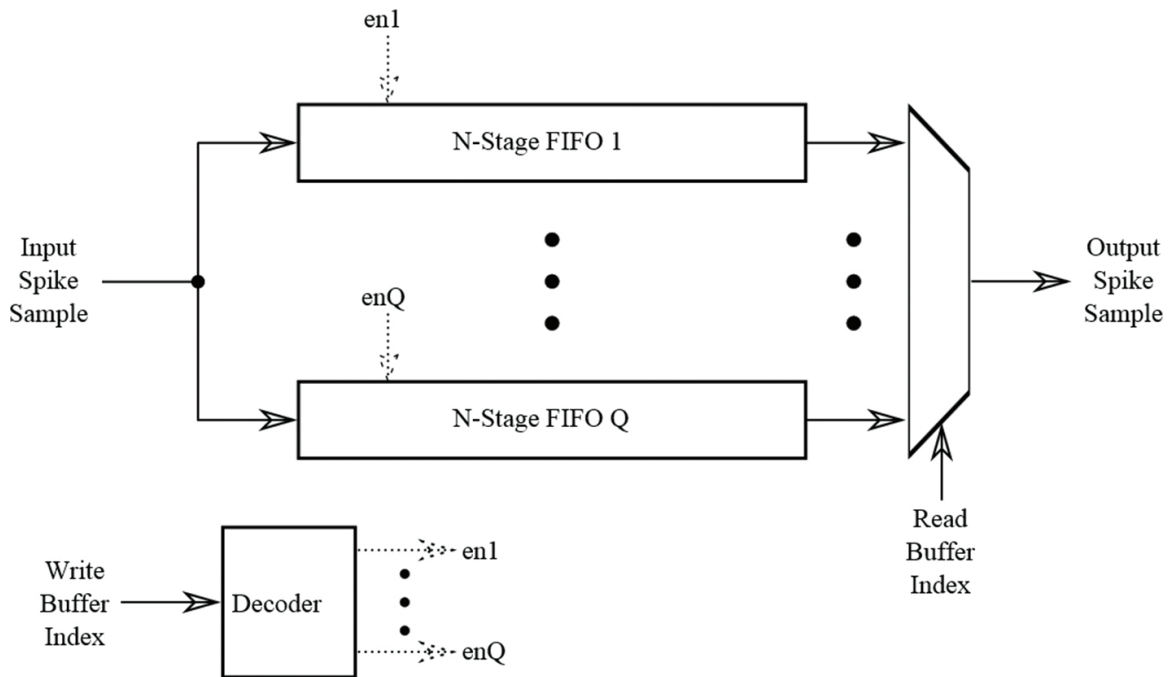 en1
N-Stage FIFO 1
Input
Spike
Sample
Output
Spike
Sample
enQ
N-Stage FIFO Q
Read
Buffer
Index
Write
Buffer
Index
Decoder
en1
enQ